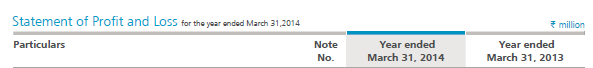 Statement of Profit and Loss for the year ended March 31,2014 ₹ million
Particulars Note Year ended Year ended
No. March 31, 2014 March 31, 2013